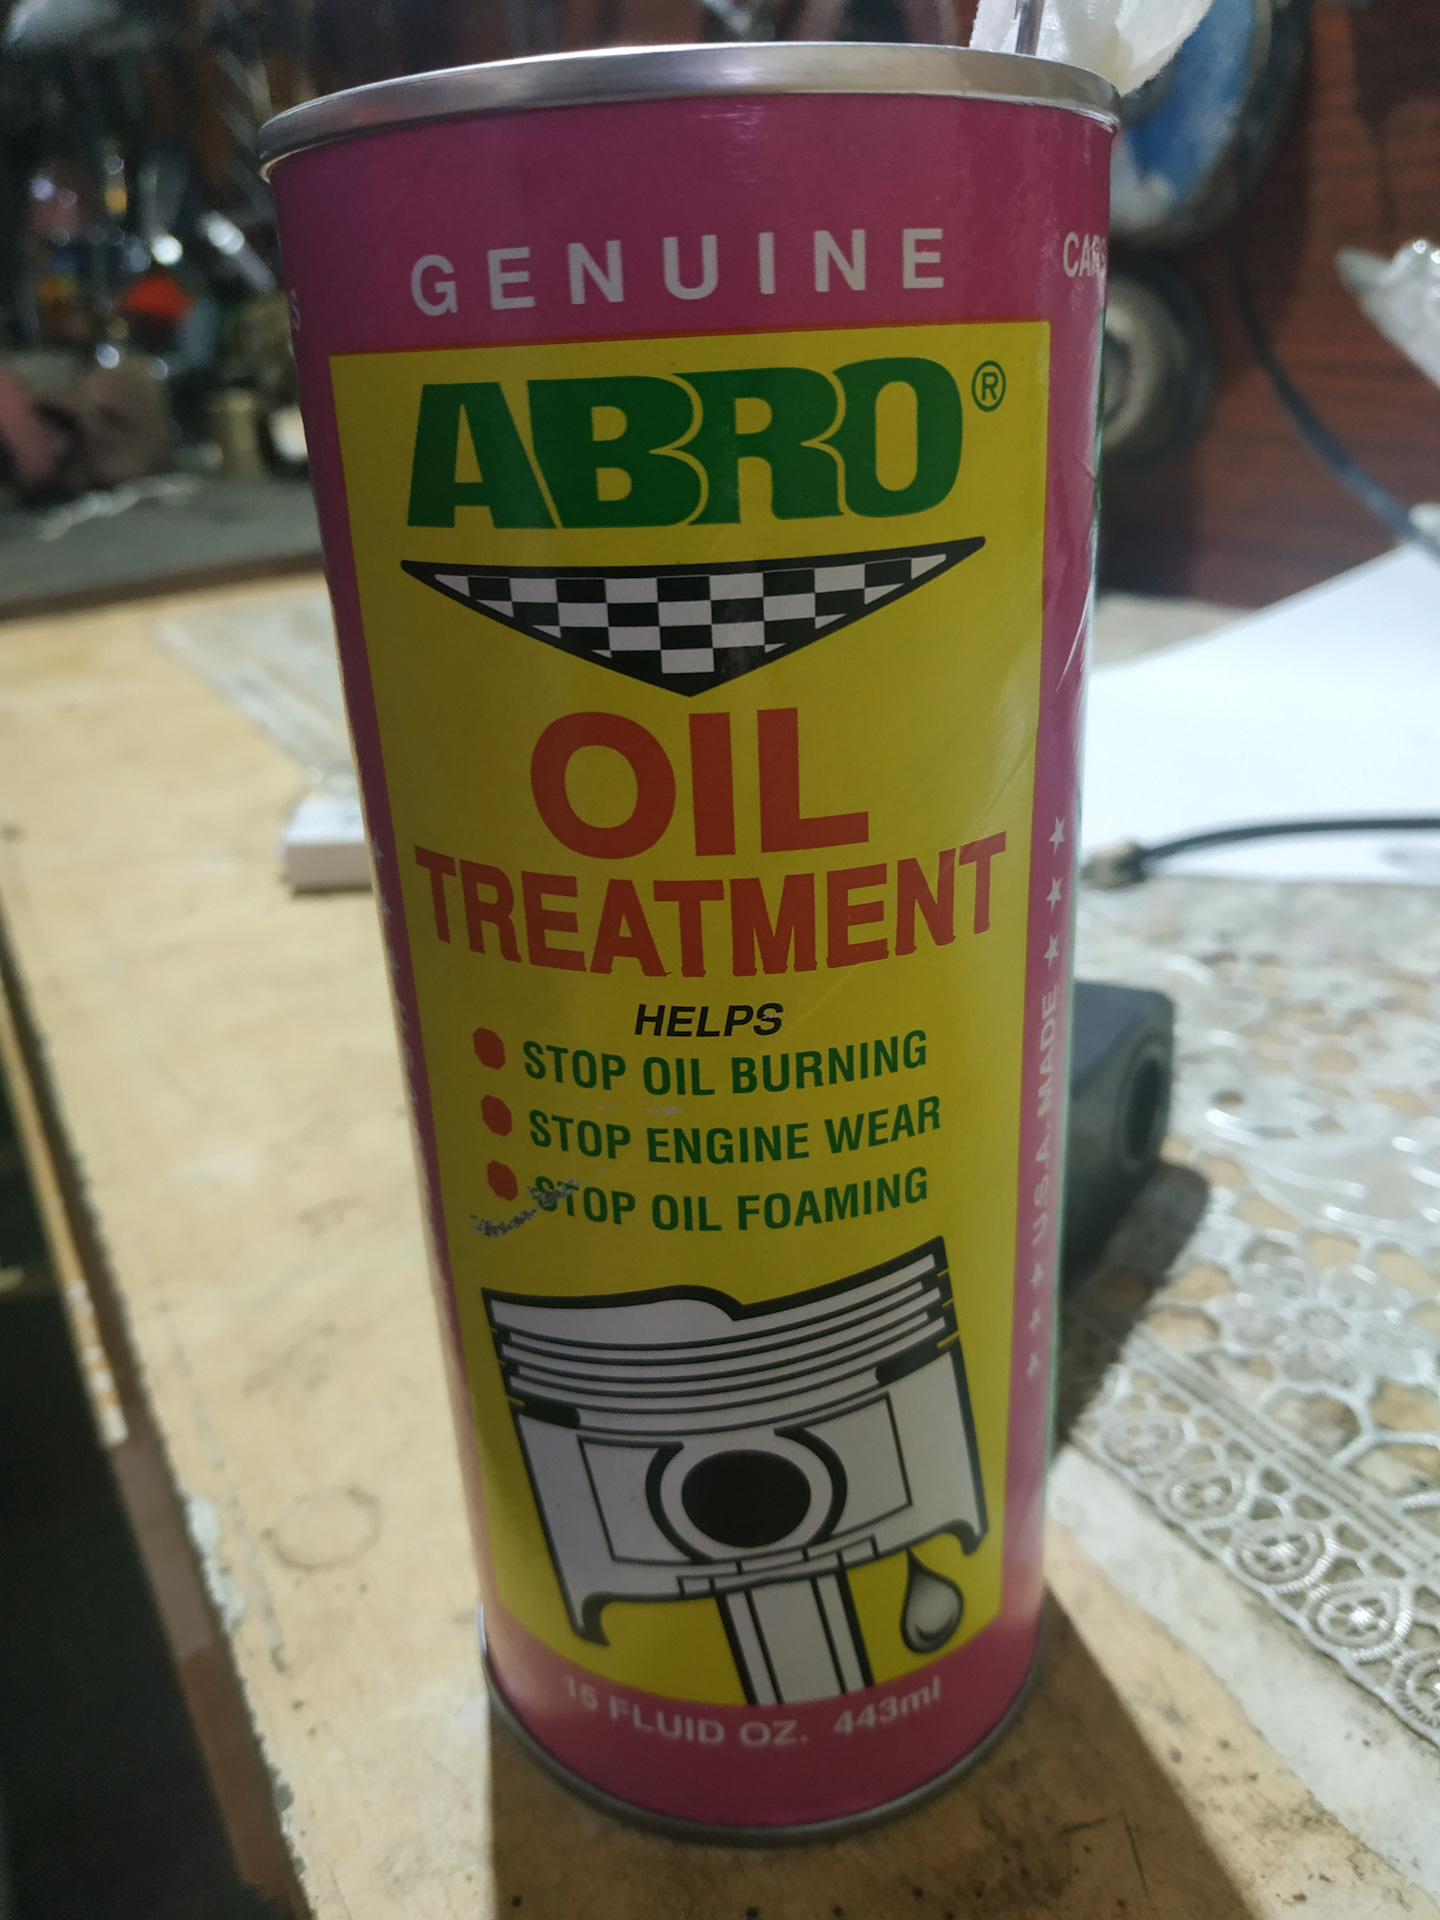 GENUINE
ABRO®
OIL
TREATMENT
HELPS
STOP OIL BURNING
STOP ENGINE WEAR
STOP OIL FOAMING
15 FLUID OZ. 443ml
★ ★ ★ U.S.A. MADE ★ ★ ★